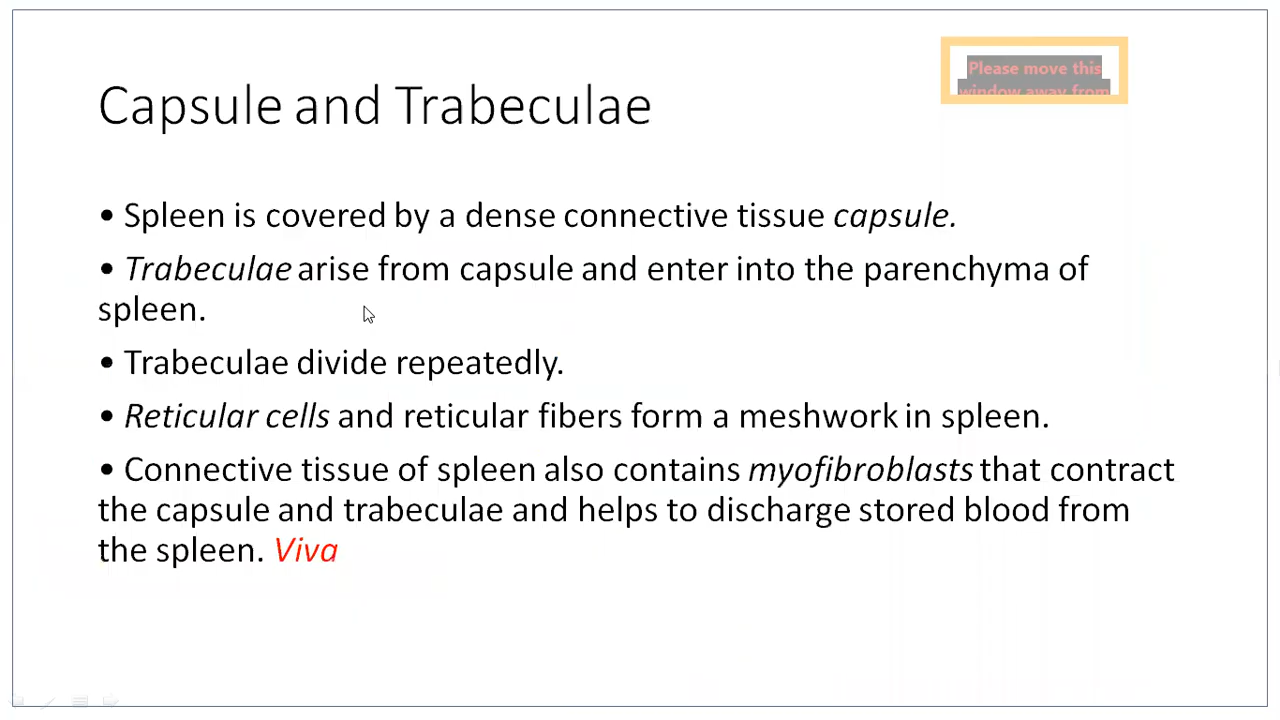 Please move this
window away from
Capsule and Trabeculae
• Spleen is covered by a dense connective tissue capsule.
• Trabeculae arise from capsule and enter into the parenchyma of
spleen.
• Trabeculae divide repeatedly.
• Reticular cells and reticular fibers form a meshwork in spleen.
• Connective tissue of spleen also contains myofibroblasts that contract
the capsule and trabeculae and helps to discharge stored blood from
the spleen. Viva